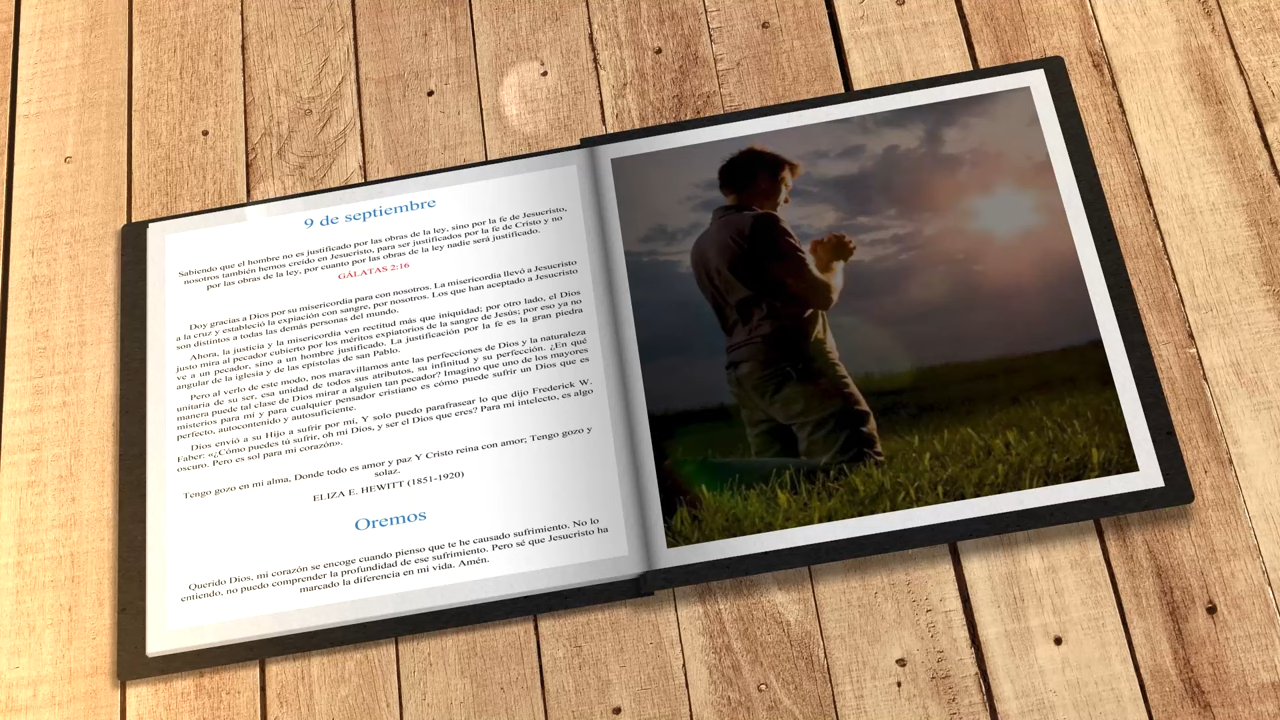 9 de septiembre
Sabiendo que el hombre no es justificado por las obras de la ley, sino por la fe de Jesucristo,
nosotros también hemos creído en Jesucristo, para ser justificados por la fe de Cristo y no
por las obras de la ley, por cuanto por las obras de la ley nadie será justificado.
GÁLATAS 2:16
Doy gracias a Dios por su misericordia para con nosotros. La misericordia llevó a Jesucristo
a la cruz y estableció la expiación con sangre, por nosotros. Los que han aceptado a Jesucristo
son distintos a todas las demás personas del mundo.
Ahora, la justicia y la misericordia ven rectitud más que iniquidad; por otro lado, el Dios
justo mira al pecador cubierto por los méritos expiatorios de la sangre de Jesús; por eso ya no
ve a un pecador, sino a un hombre justificado. La justificación por la fe es la gran piedra
angular de la iglesia y de las epístolas de san Pablo.
Pero al verlo de este modo, nos maravillamos ante las perfecciones de Dios y la naturaleza
unitaria de su ser, esa unidad de todos sus atributos, su infinitud y su perfección. ¿En qué
manera puede tal clase de Dios mirar a alguien tan pecador? Imagino que uno de los mayores
misterios para mí y para cualquier pensador cristiano es cómo puede sufrir un Dios que es
perfecto, autocontenido y autosuficiente.
Dios envió a su Hijo a sufrir por mí, Y solo puedo parafrasear lo que dijo Frederick W.
Faber: «¿Cómo puedes tú sufrir, oh mi Dios, y ser el Dios que eres? Para mi intelecto, es algo
oscuro. Pero es sol para mi corazón».
Tengo gozo en mi alma, Donde todo es amor y paz Y Cristo reina con amor; Tengo gozo y
solaz.
ELIZA E. HEWITT (1851-1920)
Oremos
Querido Dios, mi corazón se encoge cuando pienso que te he causado sufrimiento. No lo
entiendo, no puedo comprender la profundidad de ese sufrimiento. Pero sé que Jesucristo ha
marcado la diferencia en mi vida. Amén.